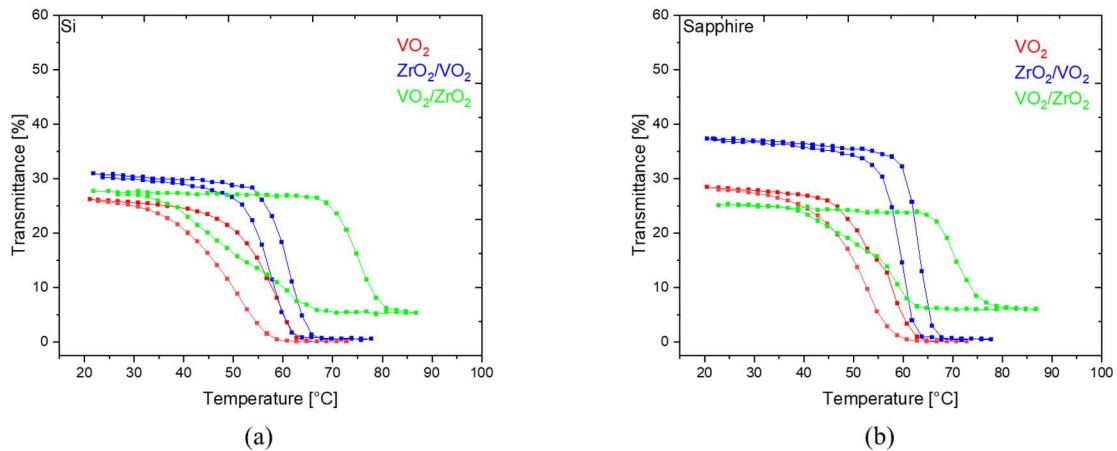 Si
VO₂
ZrO₂/VO₂
VO₂/ZrO₂
Transmittance [%]
60
50
40
30
20
10
0
20 30 40 50 60 70 80 90 100
Temperature [°C]
(a)
Sapphire
VO₂
ZrO₂/VO₂
VO₂/ZrO₂
Transmittance [%]
60
50
40
30
20
10
0
20 30 40 50 60 70 80 90 100
Temperature [°C]
(b)